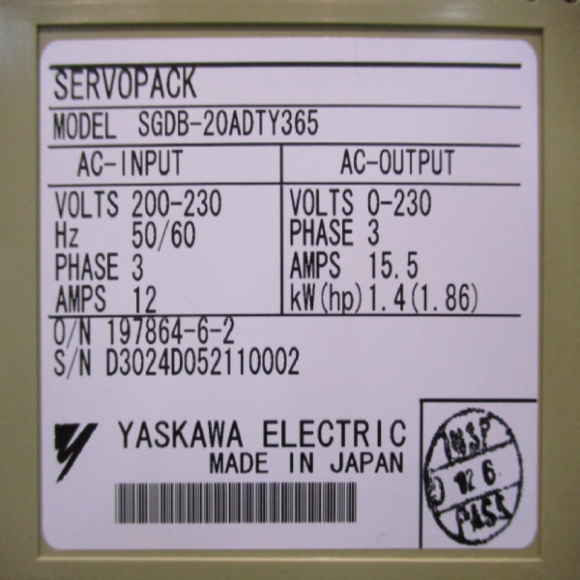 SERVOPACK
MODEL SGDB-20ADTY365
AC-INPUT AC-OUTPUT
VOLTS 200-230 VOLTS 0-230
Hz 50/60 PHASE 3
PHASE 3 AMPS 15.5
AMPS 12 kW(hp) 1.4(1.86)
O/N 197864-6-2
S/N D3024D052110002
YASKAWA ELECTRIC
MADE IN JAPAN
INSP
PASS